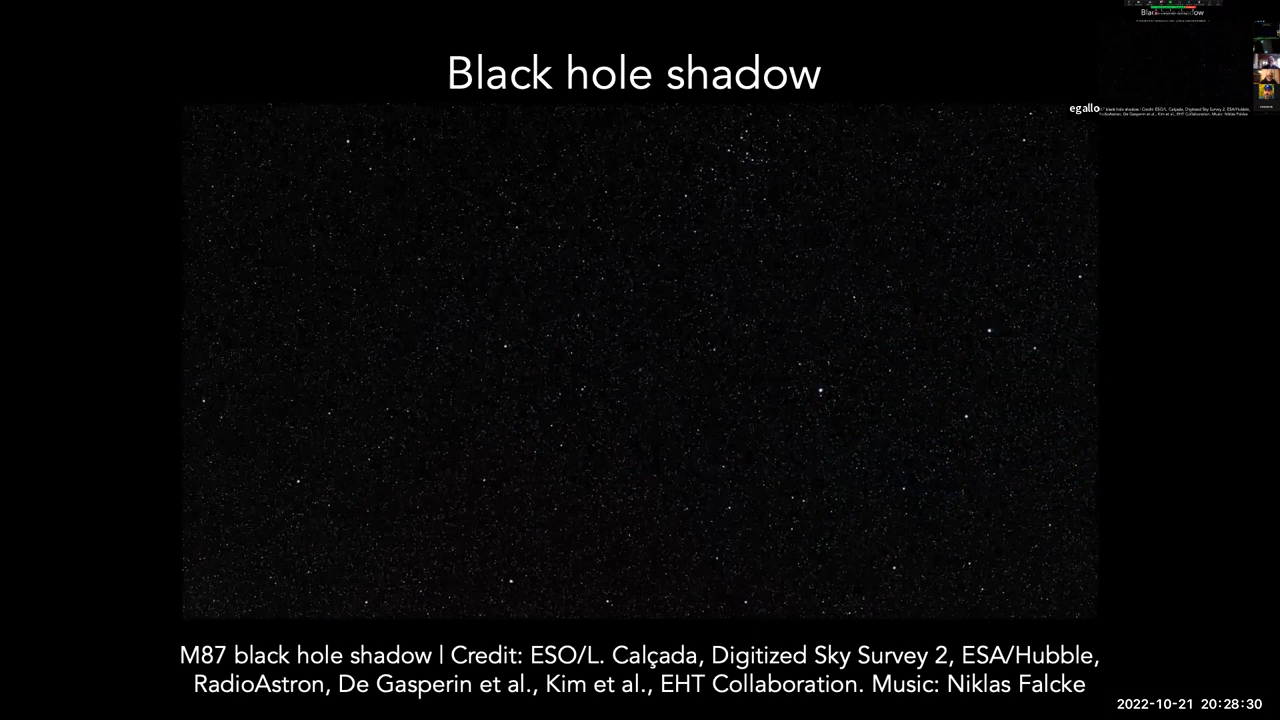 Black hole shadow
egallo
M87 black hole shadow | Credit: ESO/L. Calçada, Digitized Sky Survey 2, ESA/Hubble,
RadioAstron, De Gasperin et al., Kim et al., EHT Collaboration. Music: Niklas Falcke
2022-10-21 20:28:30